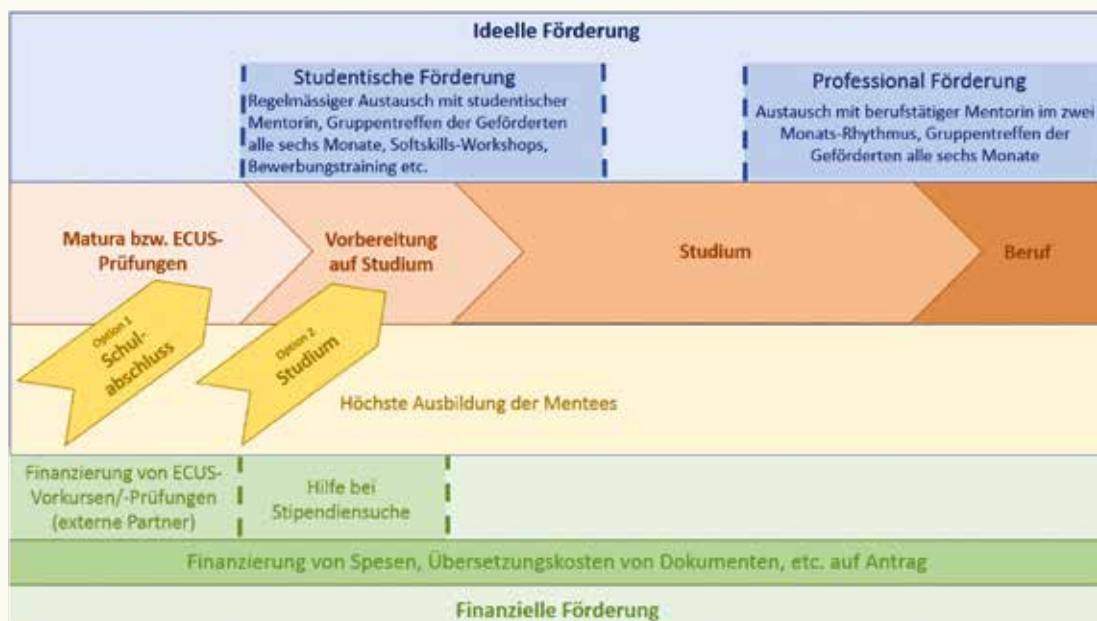 Ideelle Förderung
Studentische Förderung
Regelmässiger Austausch mit studentischer
Mentorin, Gruppentreffen der Geförderten
alle sechs Monate, Softskills-Workshops,
Bewerbungstraining etc.
Professional Förderung
Austausch mit berufstätiger Mentorin im zwei
Monats-Rhythmus, Gruppentreffen der
Geförderten alle sechs Monate
Matura bzw. ECUS-
Prüfungen
Vorbereitung
auf Studium
Studium
Beruf
Option 1
Schul-
abschluss
Option 2
Studium
Höchste Ausbildung der Mentees
Finanzierung von ECUS-
Vorkursen/-Prüfungen
(externe Partner)
Hilfe bei
Stipendiensuche
Finanzierung von Spesen, Übersetzungskosten von Dokumenten, etc. auf Antrag
Finanzielle Förderung